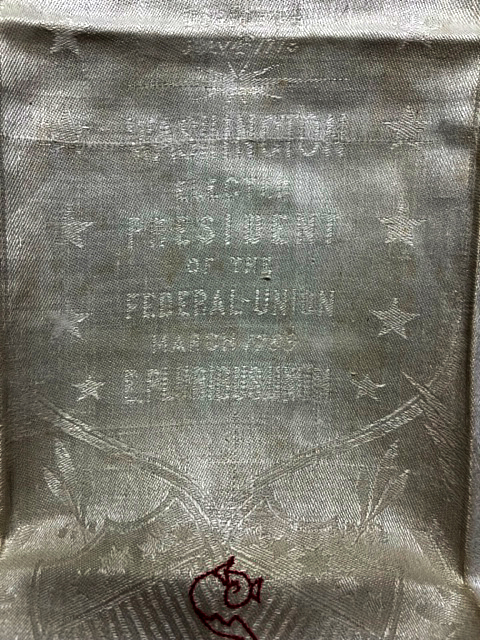 WASHINGTON
ELECTED
PRESIDENT
OF THE
FEDERAL-UNION
MARCH 1789
E.PLURIBUS.UNUM